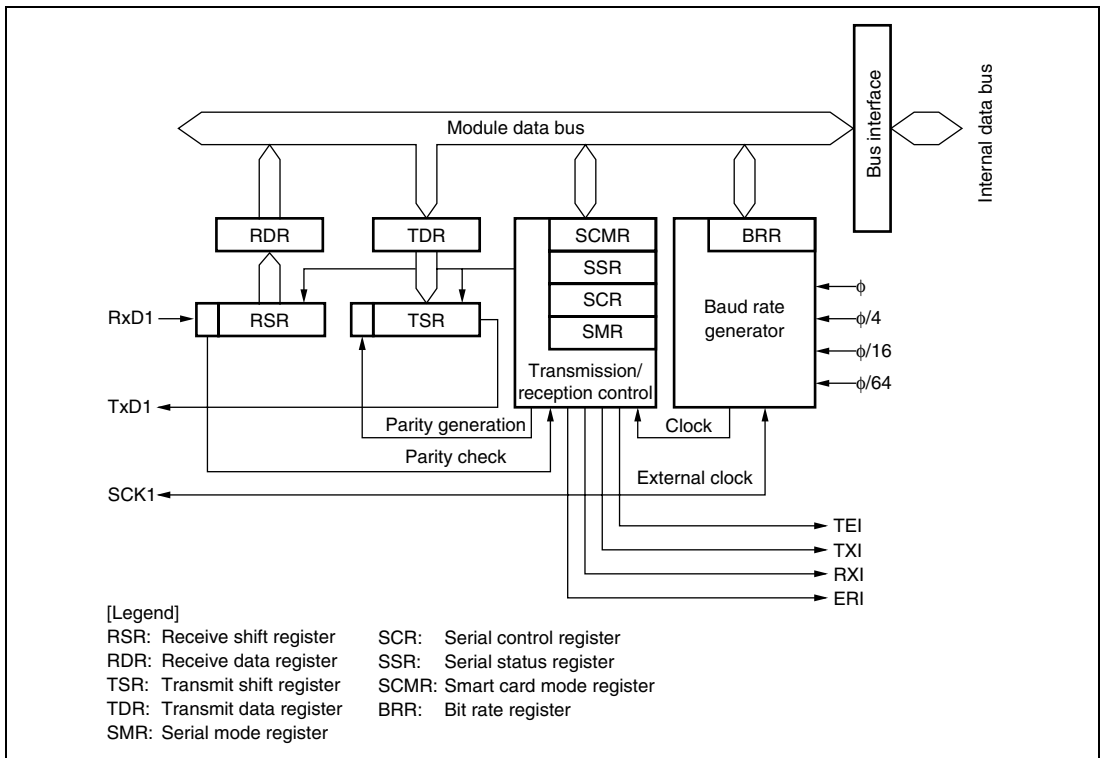 Module data bus
Bus interface
Internal data bus
RDR
TDR
SCMR
BRR
SSR
SCR
SMR
RxD1
RSR
TSR
Baud rate
generator
ϕ
ϕ/4
ϕ/16
ϕ/64
Transmission/
reception control
TxD1
Parity generation
Clock
Parity check
External clock
SCK1
TEI
TXI
RXI
ERI
[Legend]
RSR: Receive shift register
RDR: Receive data register
TSR: Transmit shift register
TDR: Transmit data register
SMR: Serial mode register
SCR: Serial control register
SSR: Serial status register
SCMR: Smart card mode register
BRR: Bit rate register